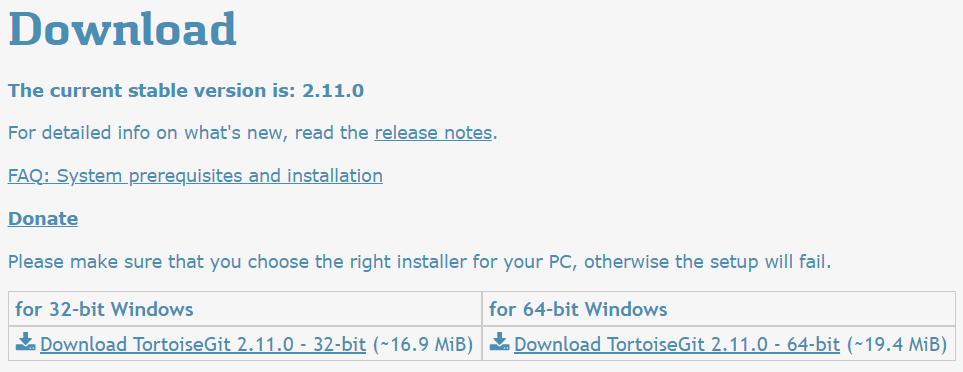 Download
The current stable version is: 2.11.0
For detailed info on what's new, read the release notes.
FAQ: System prerequisites and installation
Donate
Please make sure that you choose the right installer for your PC, otherwise the setup will fail.
for 32-bit Windows for 64-bit Windows
Download TortoiseGit 2.11.0 - 32-bit (~16.9 MiB) Download TortoiseGit 2.11.0 - 64-bit (~19.4 MiB)